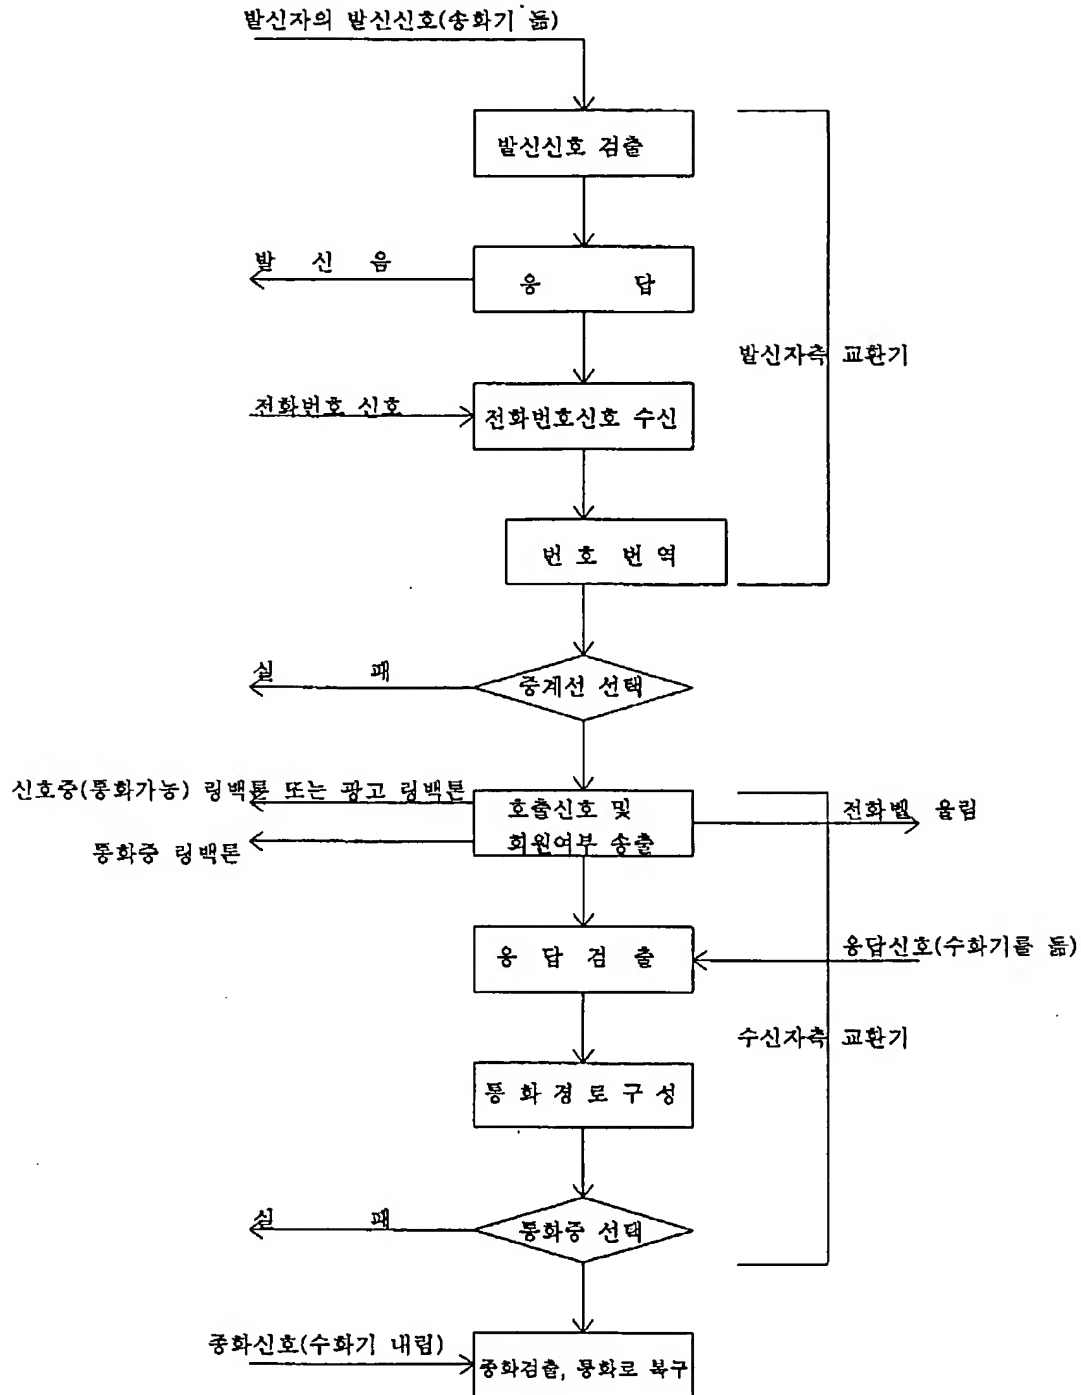 발신자의 발신신호(송화기 듦)
발신신호 검출
발 신 음
응 답
발신자측 교환기
전화번호 신호
전화번호신호 수신
번 호 번 역
실 패
중계선 선택
신호중(통화가능) 링백톤 또는 광고 링백톤
호출신호 및
회원여부 송출
전화벨 울림
통화중 링백톤
응 답 검 출
응답신호(수화기를 듦)
수신자측 교환기
통 화 경 로 구 성
실 패
통화중 선택
종화신호(수화기 내림)
종화검출, 통화로 복구